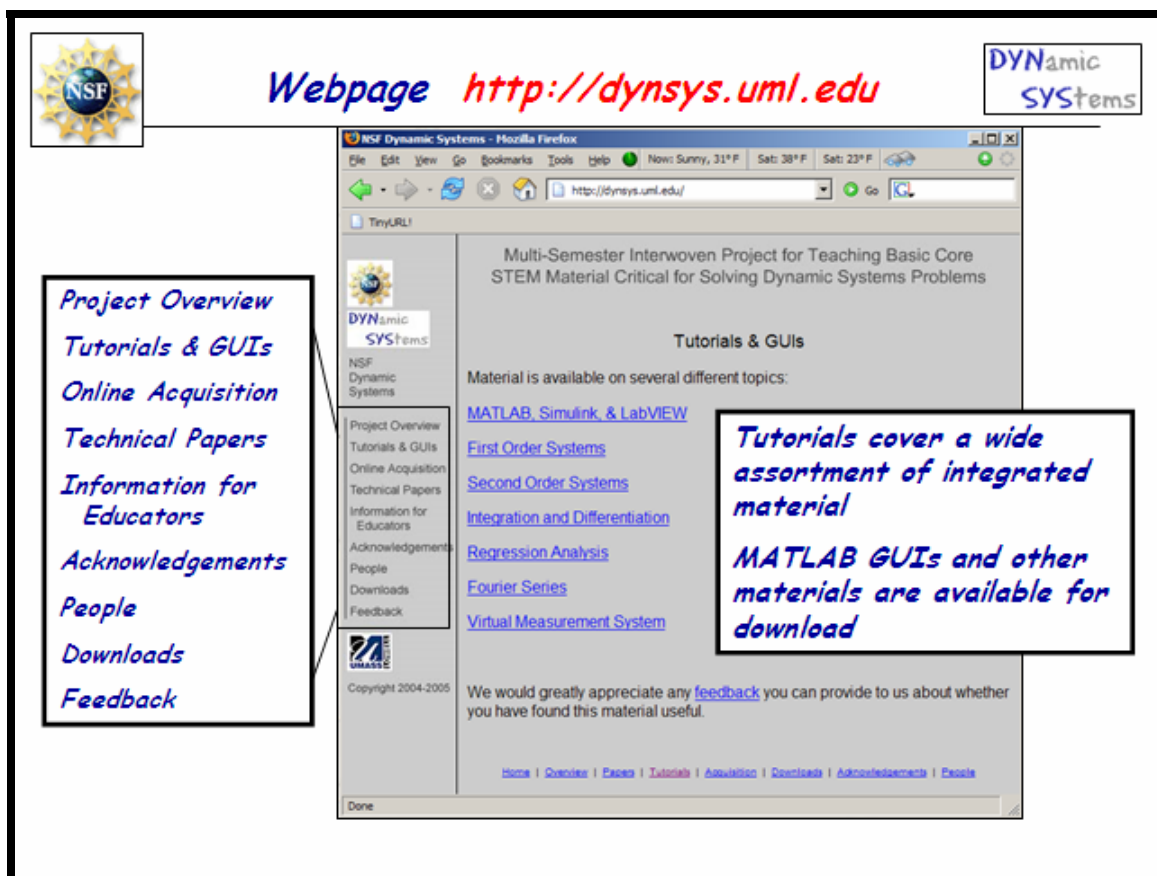 NSF
Webpage http://dynsys.uml.edu
DYNamic
SYStems
NSF Dynamic Systems - Mozilla Firefox
File Edit View Go Bookmarks Tools Help Now: Sunny, 31° F Sat: 38° F Sat: 23° F
http://dynsys.uml.edu/ Go G
TinyURL!
Project Overview
Tutorials & GUIs
Online Acquisition
Technical Papers
Information for
Educators
Acknowledgements
People
Downloads
Feedback
NSF
DYNamic
SYStems
NSF
Dynamic
Systems
Project Overview
Tutorials & GUIs
Online Acquisition
Technical Papers
Information for
Educators
Acknowledgements
People
Downloads
Feedback
UMASS
Copyright 2004-2005
Multi-Semester Interwoven Project for Teaching Basic Core
STEM Material Critical for Solving Dynamic Systems Problems
Tutorials & GUIs
Material is available on several different topics:
MATLAB, Simulink, & LabVIEW
First Order Systems
Second Order Systems
Integration and Differentiation
Regression Analysis
Fourier Series
Virtual Measurement System
Tutorials cover a wide
assortment of integrated
material
MATLAB GUIs and other
materials are available for
download
We would greatly appreciate any feedback you can provide to us about whether
you have found this material useful.
Home | Overview | Papers | Tutorials | Acquisition | Downloads | Acknowledgements | People
Done